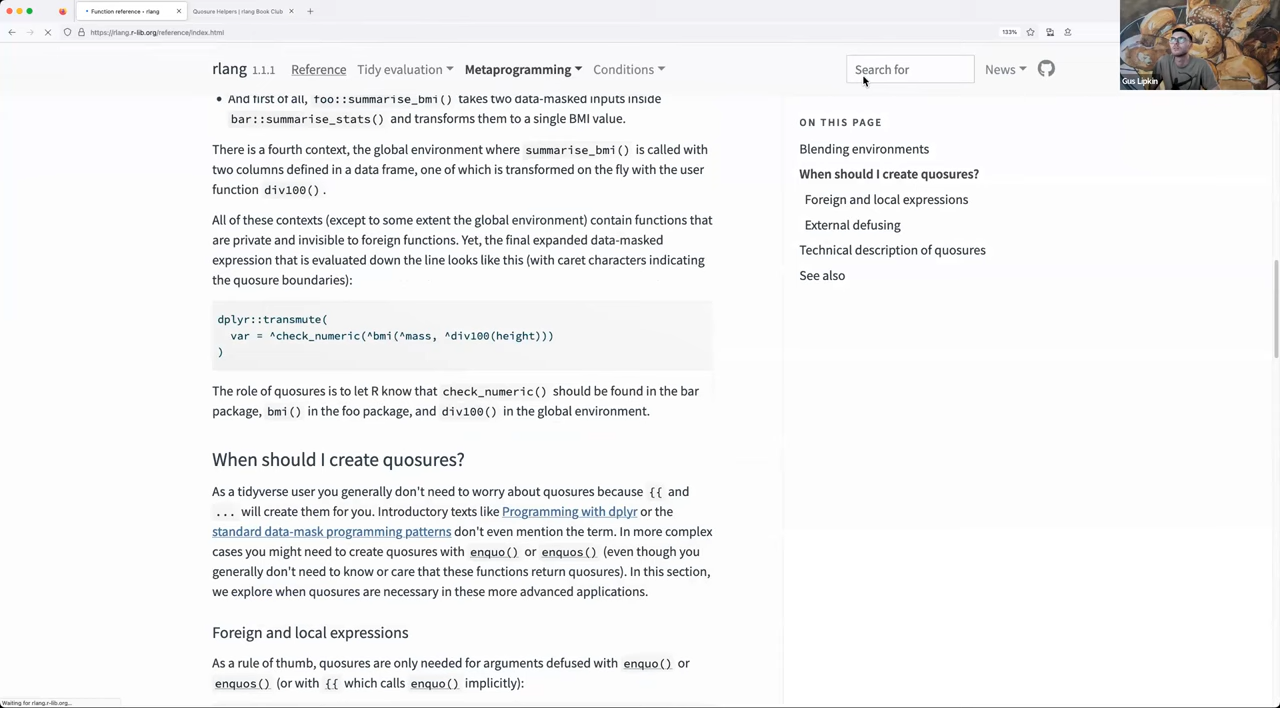 Function reference • rlang
Quosure Helpers | rlang Book Club
https://rlang.r-lib.org/reference/index.html
133%
rlang 1.1.1 Reference Tidy evaluation Metaprogramming Conditions Search for News
Gus Lipkin
And first of all, foo::summarise_bmi() takes two data-masked inputs inside
bar::summarise_stats() and transforms them to a single BMI value.
There is a fourth context, the global environment where summarise_bmi() is called with
two columns defined in a data frame, one of which is transformed on the fly with the user
function div100() .
All of these contexts (except to some extent the global environment) contain functions that
are private and invisible to foreign functions. Yet, the final expanded data-masked
expression that is evaluated down the line looks like this (with caret characters indicating
the quosure boundaries):
dplyr::transmute(
var = ^check_numeric(^bmi(^mass, ^div100(height)))
)
The role of quosures is to let R know that check_numeric() should be found in the bar
package, bmi() in the foo package, and div100() in the global environment.
When should I create quosures?
As a tidyverse user you generally don't need to worry about quosures because {{ and
... will create them for you. Introductory texts like Programming with dplyr or the
standard data-mask programming patterns don't even mention the term. In more complex
cases you might need to create quosures with enquo() or enquos() (even though you
generally don't need to know or care that these functions return quosures). In this section,
we explore when quosures are necessary in these more advanced applications.
Foreign and local expressions
As a rule of thumb, quosures are only needed for arguments defused with enquo() or
enquos() (or with {{ which calls enquo() implicitly):
ON THIS PAGE
Blending environments
When should I create quosures?
Foreign and local expressions
External defusing
Technical description of quosures
See also
Waiting for rlang.r-lib.org...